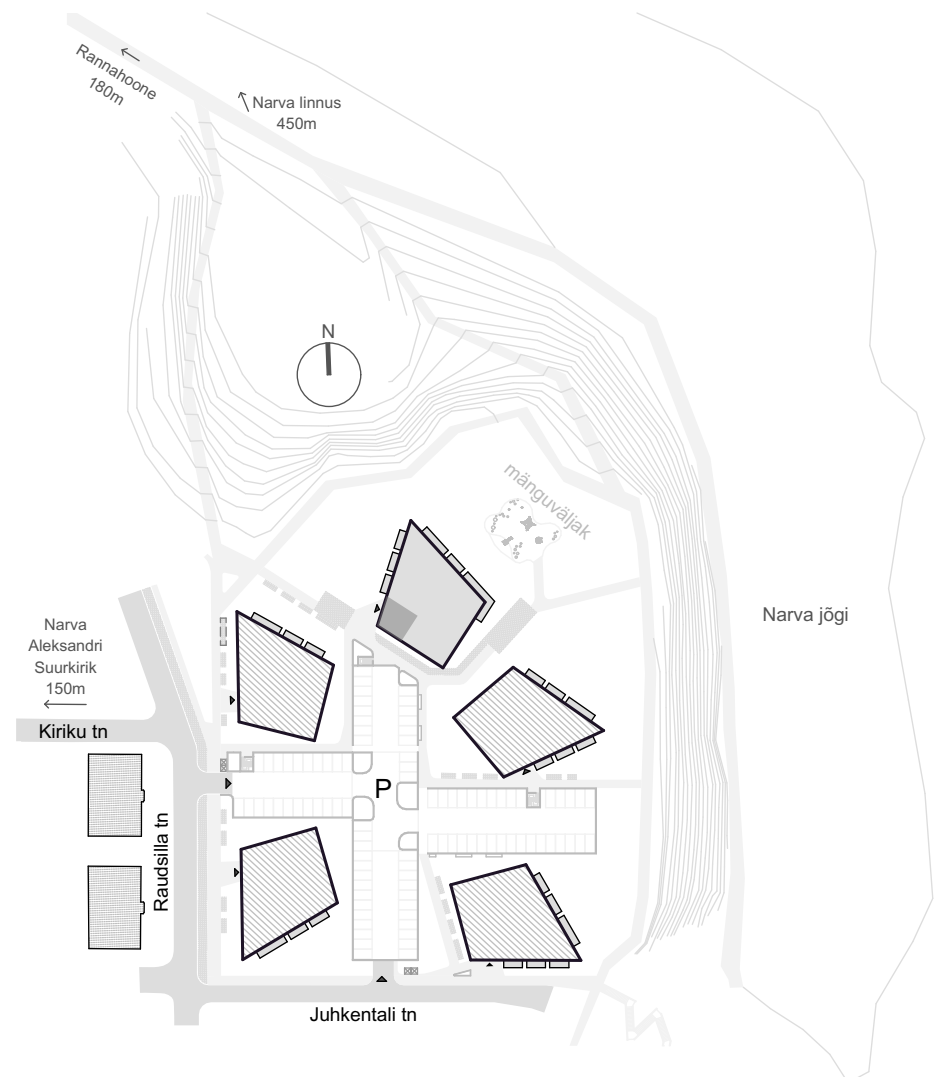 Rannahoone
180m
Narva linnus
450m
N
mänguväljak
Narva
Aleksandri
Suurkirik
150m
Narva jõgi
Kiriku tn
P
Raudsilla tn
Juhkentali tn